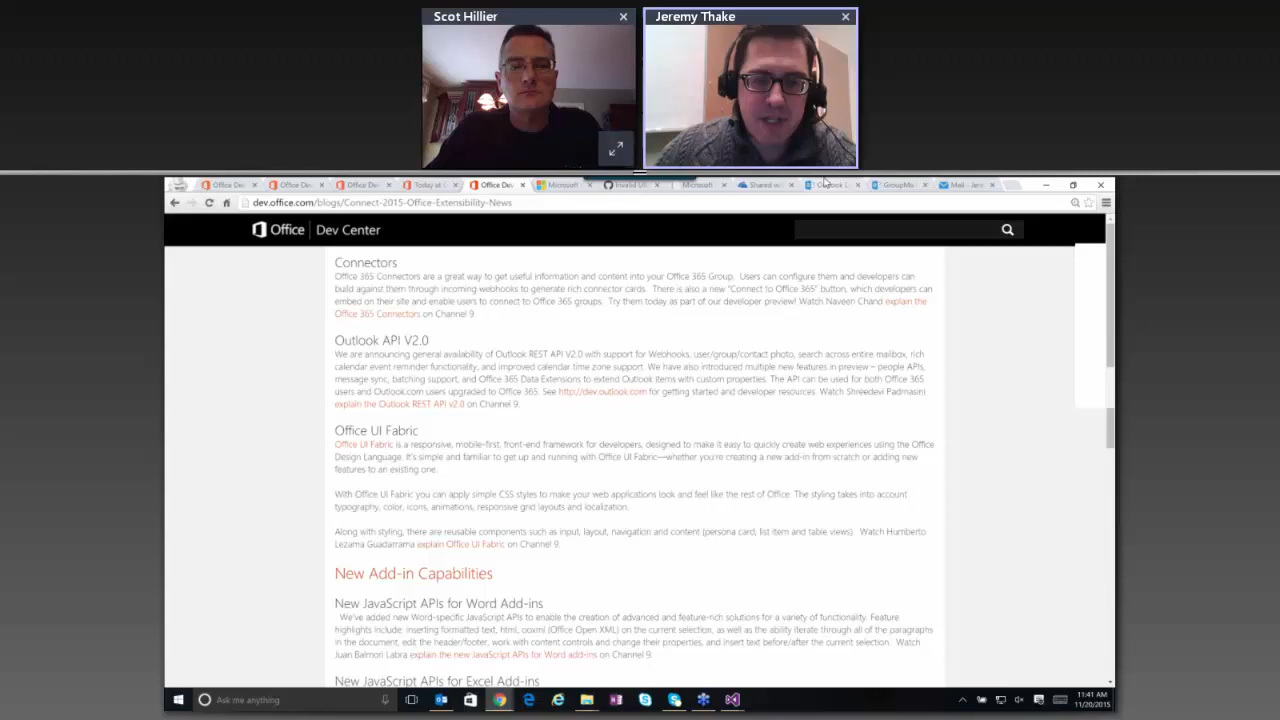 Scot Hillier
Jeremy Thake
Office Dev
Office Dev
Office Dev
Today at
Office Dev
Microsoft
Invalid
Microsoft
Shared
Outlook
Mail - Jer
dev.office.com/blogs/Connect-2015-Office-Extensibility-News
Office | Dev Center
Connectors
Office 365 Connectors are a great way to get useful information and content into your Office 365 Group. Users can configure them and developers can
build against them through incoming webhooks to generate rich connector cards. There is also a new "Connect to Office 365" button, which developers can
embed on their site and enable users to connect to Office 365 groups. Try them today as part of our developer preview! Watch Naveen Chand explain the
Office 365 Connectors on Channel 9.
Outlook API V2.0
We are announcing general availability of Outlook REST API V2.0 with support for Webhooks, user/group/contact photo, search across entire mailbox, rich
calendar event reminder functionality, and improved calendar time zone support. We have also introduced multiple new features in preview – people APIs,
message sync, batching support, and Office 365 Data Extensions to extend Outlook items with custom properties. The API can be used for both Office 365
users and Outlook.com users upgraded to Office 365. See http://dev.outlook.com for getting started and developer resources. Watch Shreedevi Padmasini
explain the Outlook REST API v2.0 on Channel 9.
Office UI Fabric
Office UI Fabric is a responsive, mobile-first, front-end framework for developers, designed to make it easy to quickly create web experiences using the Office
Design Language. It's simple and familiar to get up and running with Office UI Fabric—whether you're creating a new add-in from scratch or adding new
features to an existing one.
With Office UI Fabric you can apply simple CSS styles to make your web applications look and feel like the rest of Office. The styling takes into account
typography, color, icons, animations, responsive grid layouts and localization.
Along with styling, there are reusable components such as input, layout, navigation and content (persona card, list item and table views). Watch Humberto
Lezama Guadarrama explain Office UI Fabric on Channel 9.
New Add-in Capabilities
New JavaScript APIs for Word Add-ins
We've added new Word-specific JavaScript APIs to enable the creation of advanced and feature-rich solutions for a variety of functionality. Feature
highlights include, inserting formatted text, html, ooxml (Office Open XML) on the current selection, as well as the ability iterate through all of the paragraphs
in the document, edit the header/footer, work with content controls and change their properties, and insert text before/after the current selection. Watch
Juan Balmori Labra explain the new JavaScript APIs for Word add-ins on Channel 9.
New JavaScript APIs for Excel Add-ins
Ask me anything
11:41 AM
11/20/2015